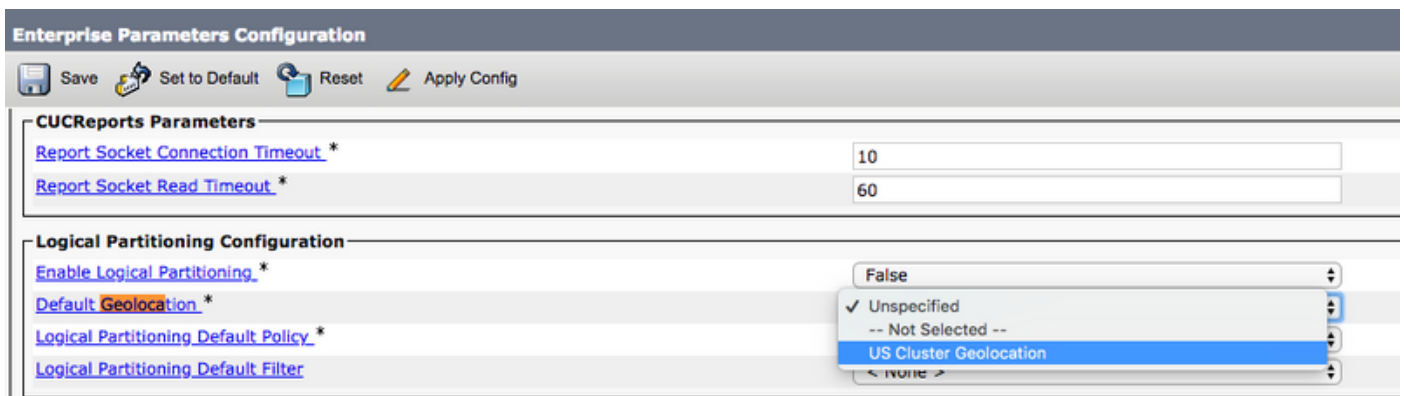 Enterprise Parameters Configuration
Save Set to Default Reset Apply Config
CUCReports Parameters
Report Socket Connection Timeout * 10
Report Socket Read Timeout * 60
Logical Partitioning Configuration
Enable Logical Partitioning * False
Default Geolocation * ✓ Unspecified
-- Not Selected --
Logical Partitioning Default Policy *
US Cluster Geolocation
Logical Partitioning Default Filter < None >